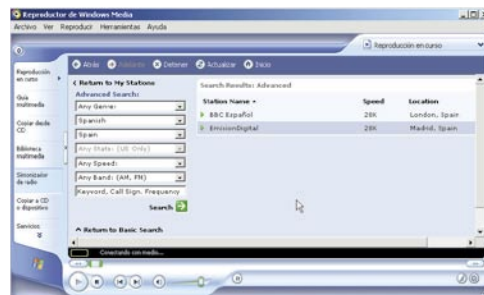 Reproductor de Windows Media
Archivo Ver Reproducir Herramientas Ayuda
Reproducción en curso
Atrás Adelante Detener Actualizar Inicio
Reproducción en curso
Guía multimedia
Copiar desde CD
Biblioteca multimedia
Sintonizador de radio
Copiar a CD o dispositivo
Servicios
< Return to My Stations
Advanced Search:
Any Genre:
Spanish
Spain
Any State: (US Only)
Any Speed:
Any Band: (AM, FM)
Keyword, Call Sign, Frequency
Search
^ Return to Basic Search
Search Results: Advanced
Station Name Speed Location
BBC Español 28K London, Spain
EmisionDigital 28K Madrid, Spain
Conectando con medio...